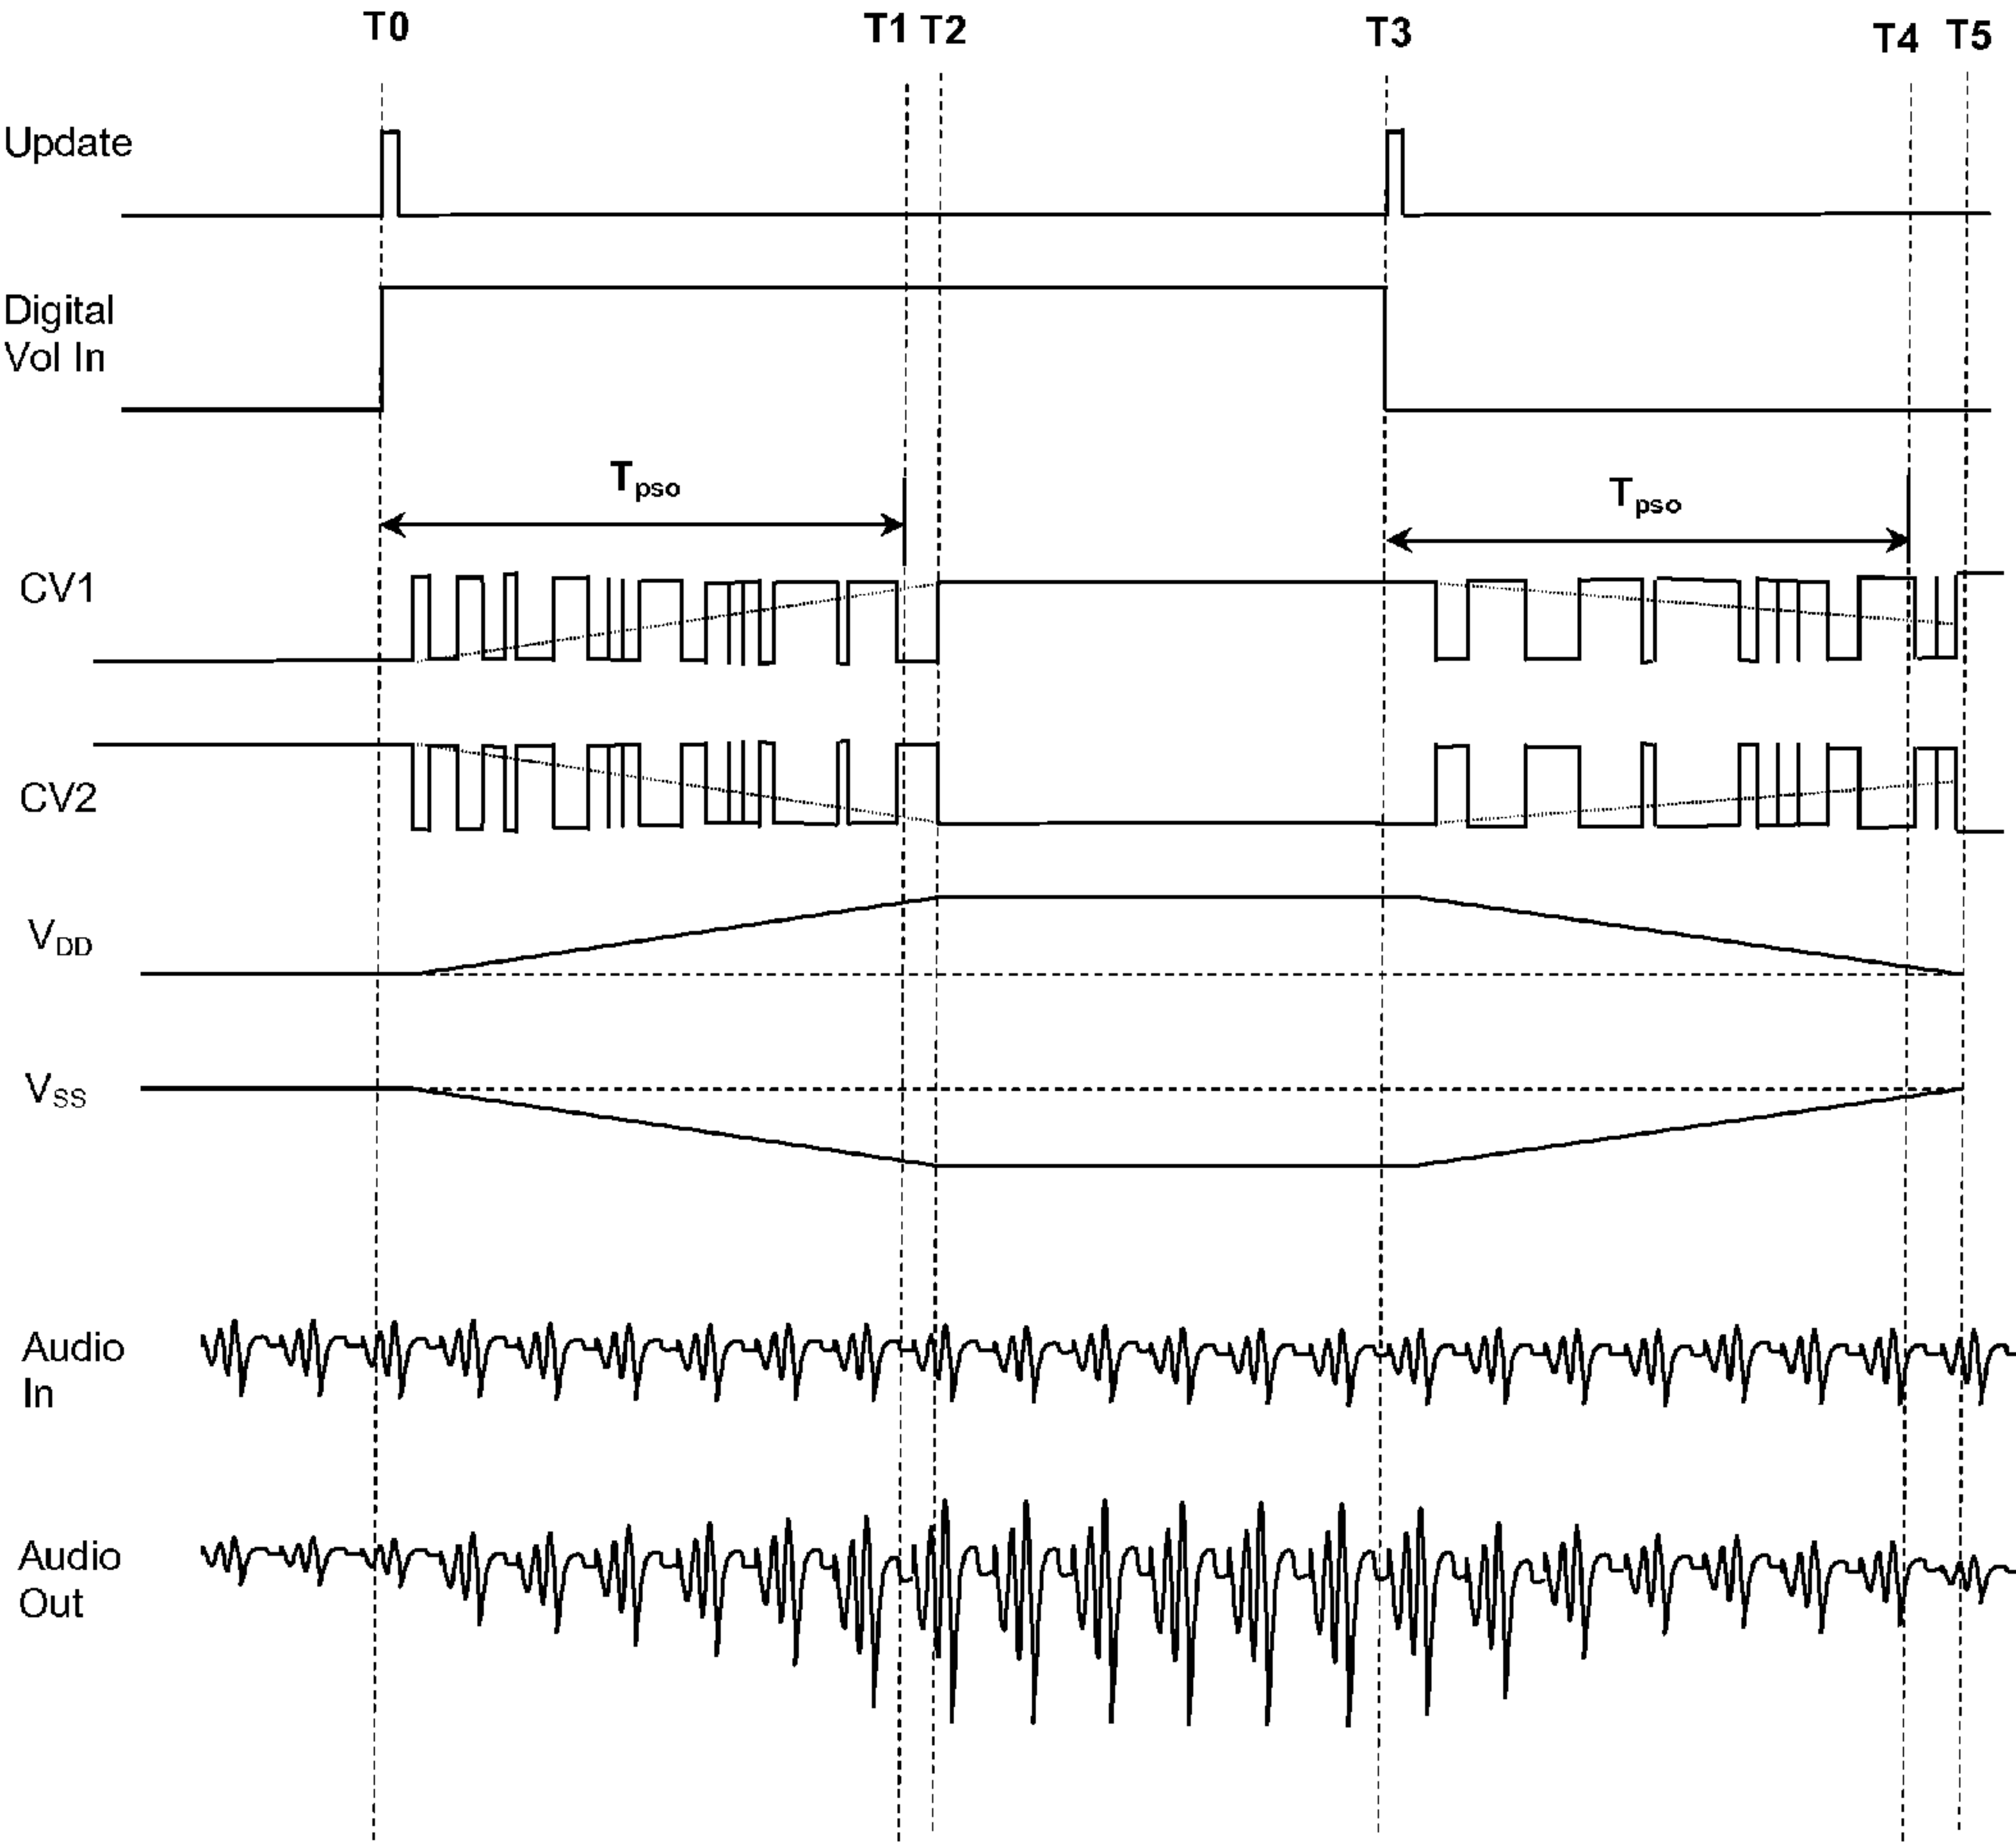 T0 T1 T2 T3 T4 T5
Update
Digital
Vol In
Tpso Tpso
CV1
CV2
VDD
VSS
Audio
In
Audio
Out